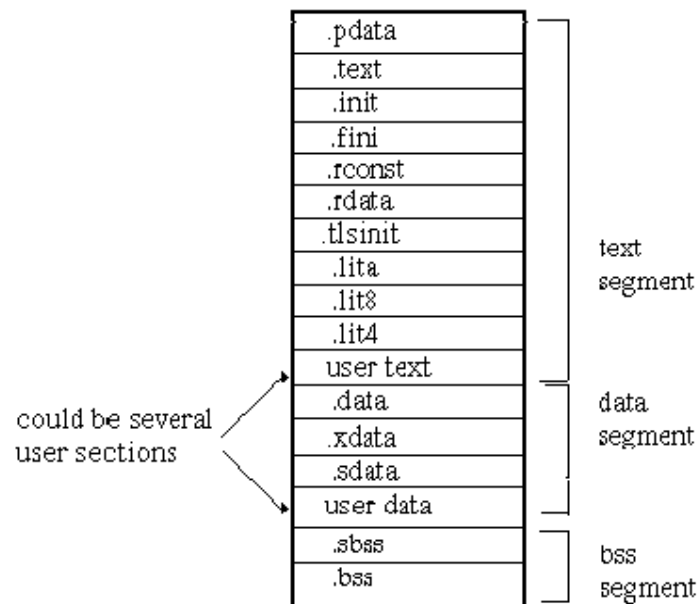 .pdata
.text
.init
.fini
.rconst
.rdata
.tlsinit
.lita
.lit8
.lit4
user text
.data
.xdata
.sdata
user data
.sbss
.bss
text
segment
data
segment
bss
segment
could be several
user sections